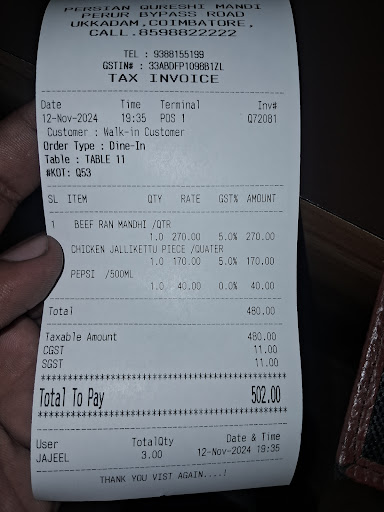 PERSIAN QURESHI MANDI
PERUR BYPASS ROAD
UKKADAM,COIMBATORE,
CALL.8598822222
TEL : 9388155199
GSTIN# : 33ABDFP1098B1ZL
TAX INVOICE
Date Time Terminal Inv#
12-Nov-2024 19:35 POS 1 Q72081
Customer : Walk-in Customer
Order Type : Dine-In
Table : TABLE 11
#KOT: Q53
SL ITEM QTY RATE GST% AMOUNT
1 BEEF RAN MANDHI /QTR
1.0 270.00 5.0% 270.00
CHICKEN JALLIKETTU PIECE /QUATER
1.0 170.00 5.0% 170.00
PEPSI /500ML
1.0 40.00 0.0% 40.00
Total 480.00
Taxable Amount 480.00
CGST 11.00
SGST 11.00
Total To Pay 502.00
User TotalQty Date & Time
JAJEEL 3.00 12-Nov-2024 19:35
THANK YOU VIST AGAIN....!